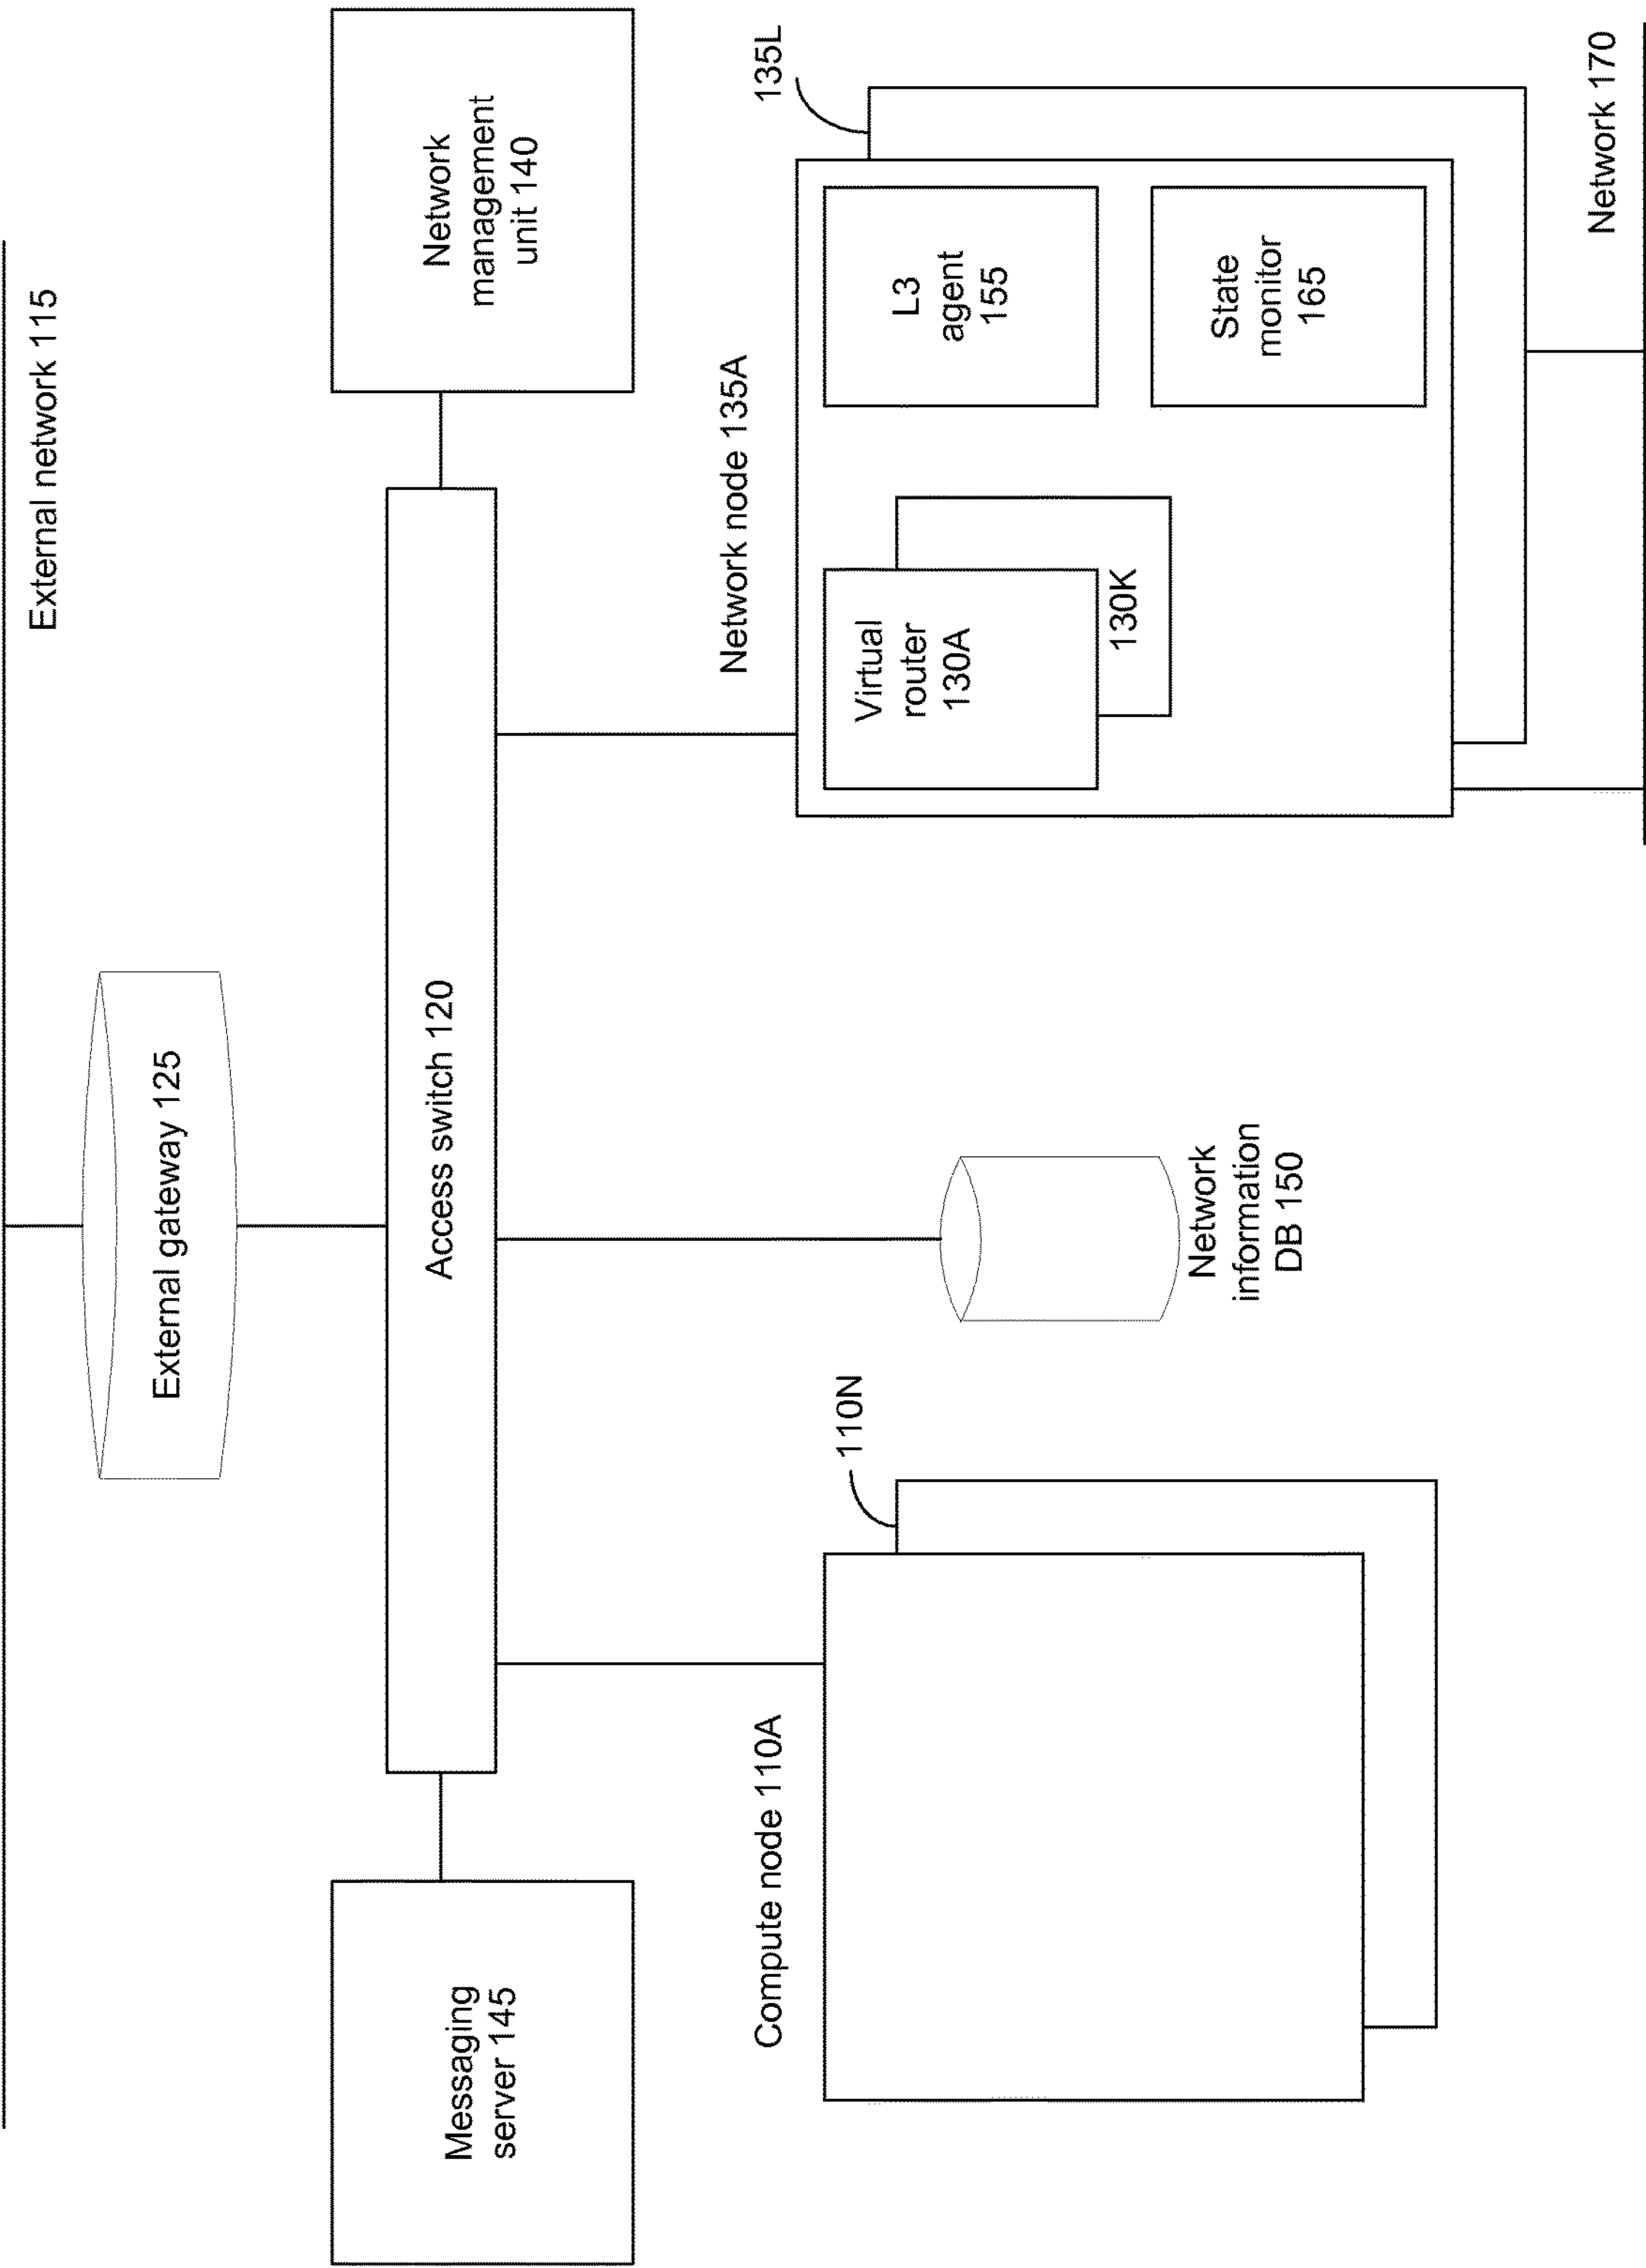 External network 115
External gateway 125
Messaging
server 145
Access switch 120
Network
management
unit 140
Compute node 110A
110N
Network
information
DB 150
Network node 135A
135L
Virtual
router
130A
130K
L3
agent
155
State
monitor
165
Network 170